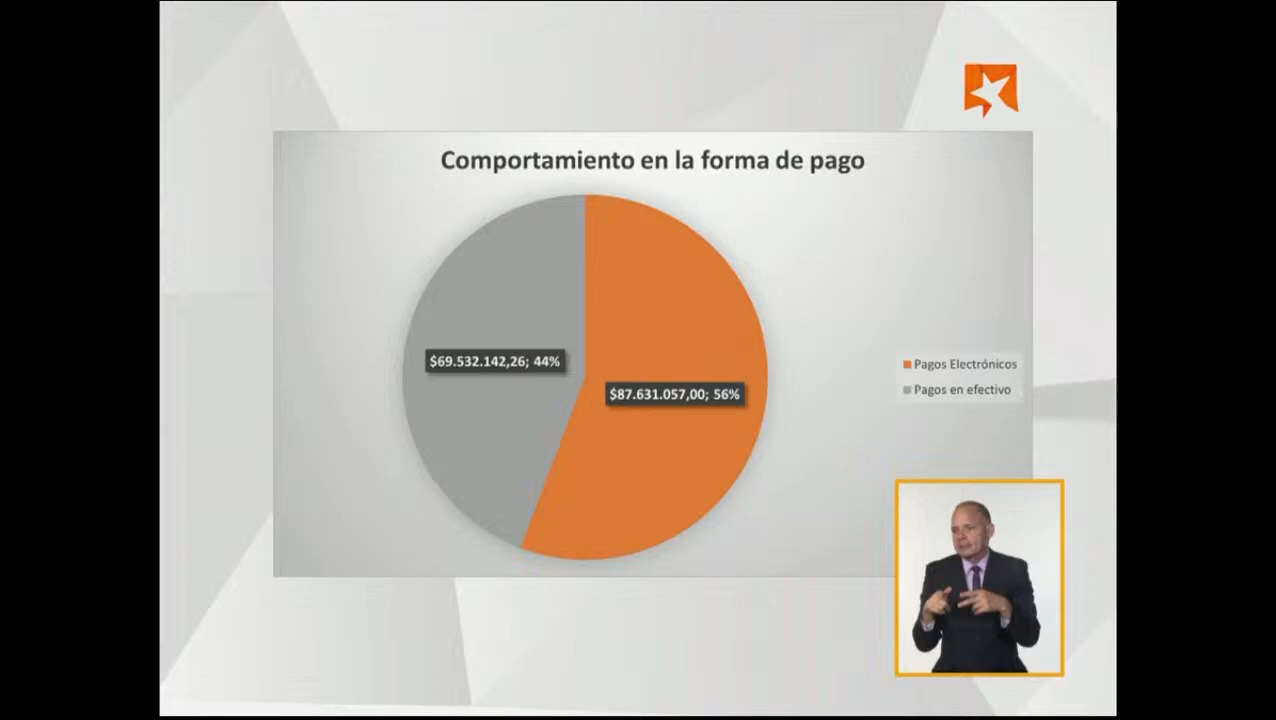 Comportamiento en la forma de pago
$69.532.142,26; 44%
$87.631.057,00; 56%
Pagos Electrónicos
Pagos en efectivo